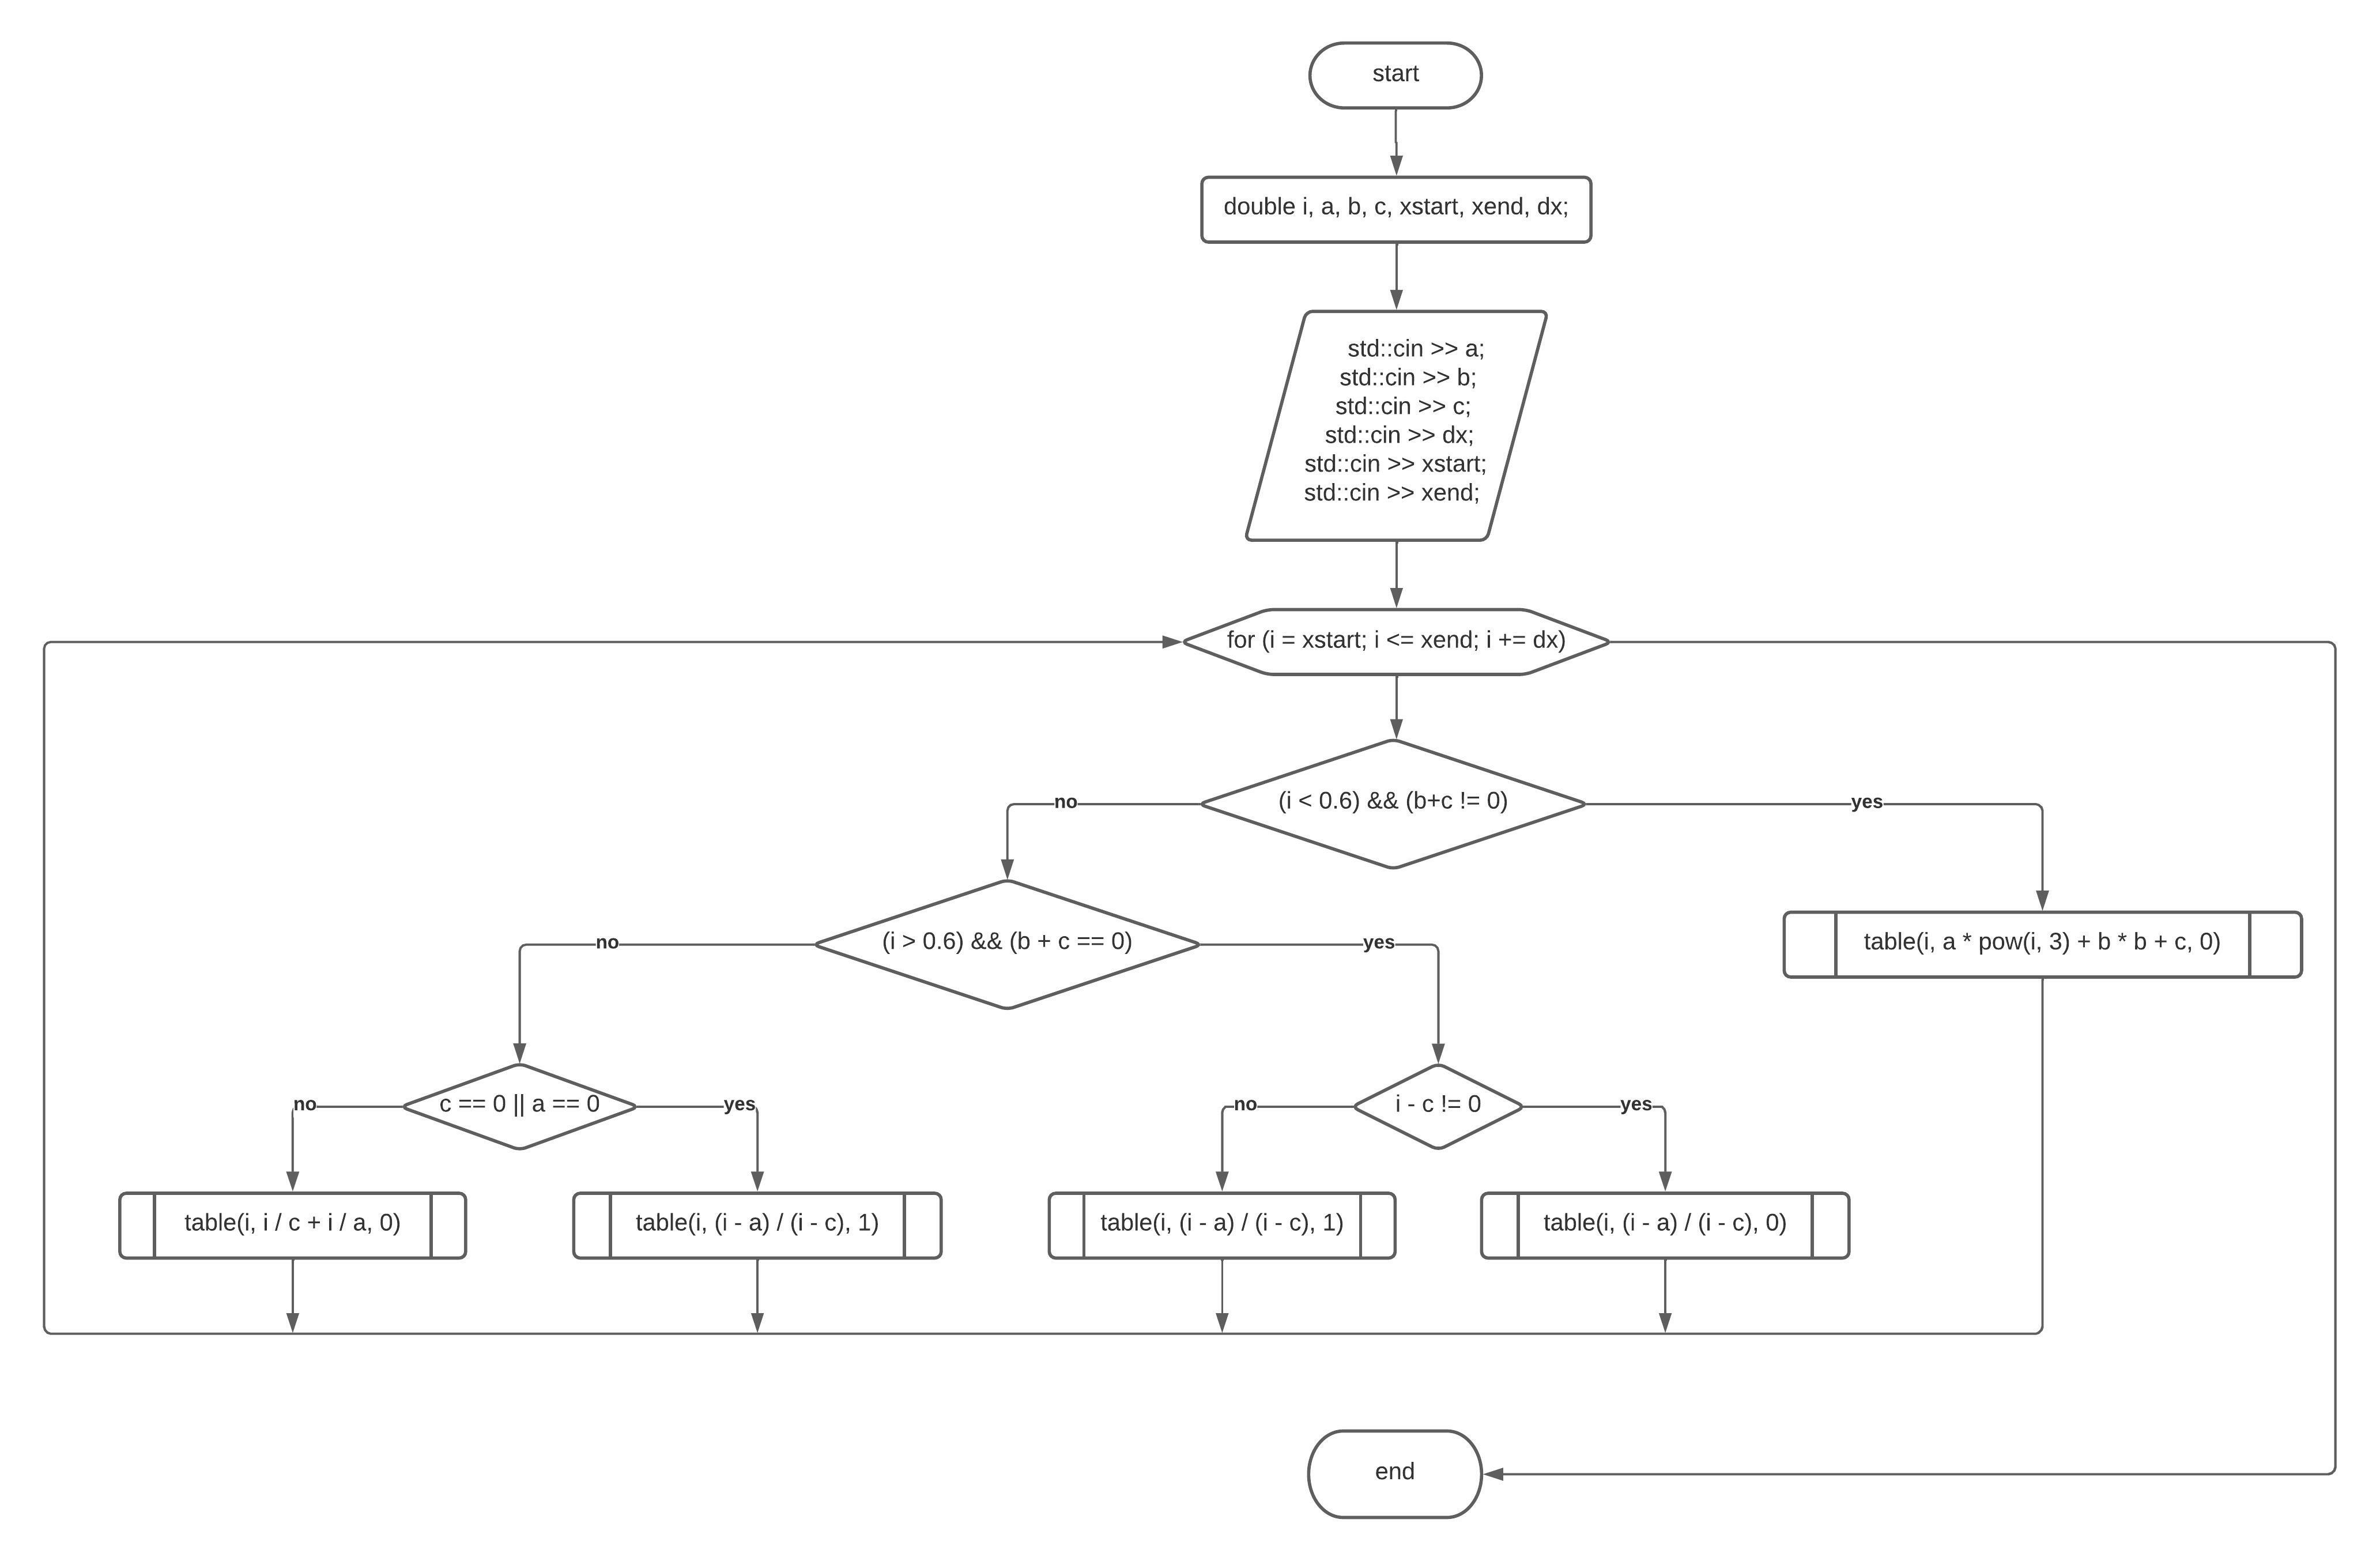 start
double i, a, b, c, xstart, xend, dx;
std::cin >> a;
std::cin >> b;
std::cin >> c;
std::cin >> dx;
std::cin >> xstart;
std::cin >> xend;
for (i = xstart; i <= xend; i += dx)
(i < 0.6) && (b+c != 0)
no
yes
(i > 0.6) && (b + c == 0)
no
yes
table(i, a * pow(i, 3) + b * b + c, 0)
c == 0 || a == 0
no
yes
i - c != 0
no
yes
table(i, i / c + i / a, 0)
table(i, (i - a) / (i - c), 1)
table(i, (i - a) / (i - c), 1)
table(i, (i - a) / (i - c), 0)
end